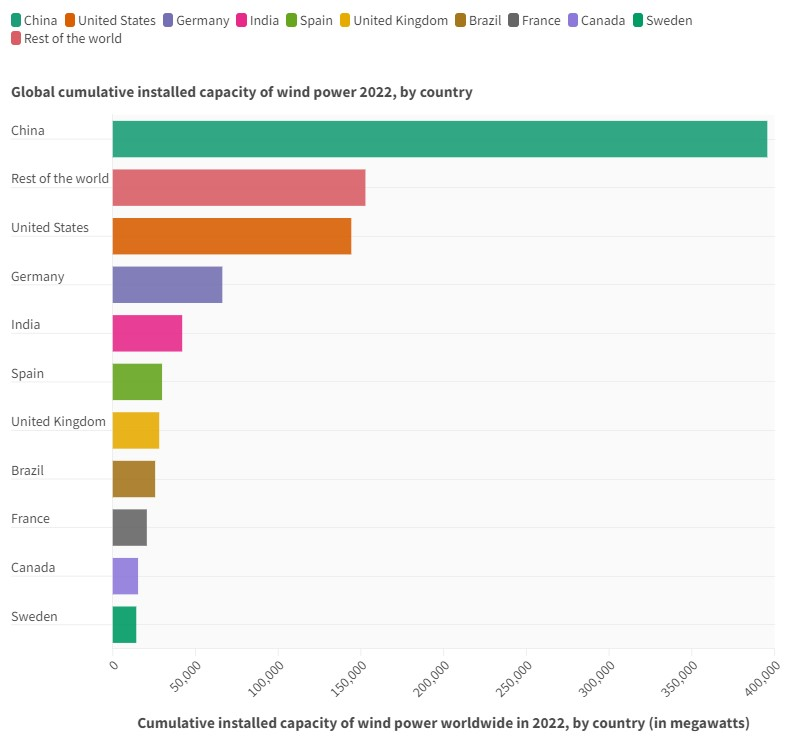 China United States Germany India Spain United Kingdom Brazil France Canada Sweden
Rest of the world
Global cumulative installed capacity of wind power 2022, by country
China
Rest of the world
United States
Germany
India
Spain
United Kingdom
Brazil
France
Canada
Sweden
0 50,000 100,000 150,000 200,000 250,000 300,000 350,000 400,000
Cumulative installed capacity of wind power worldwide in 2022, by country (in megawatts)